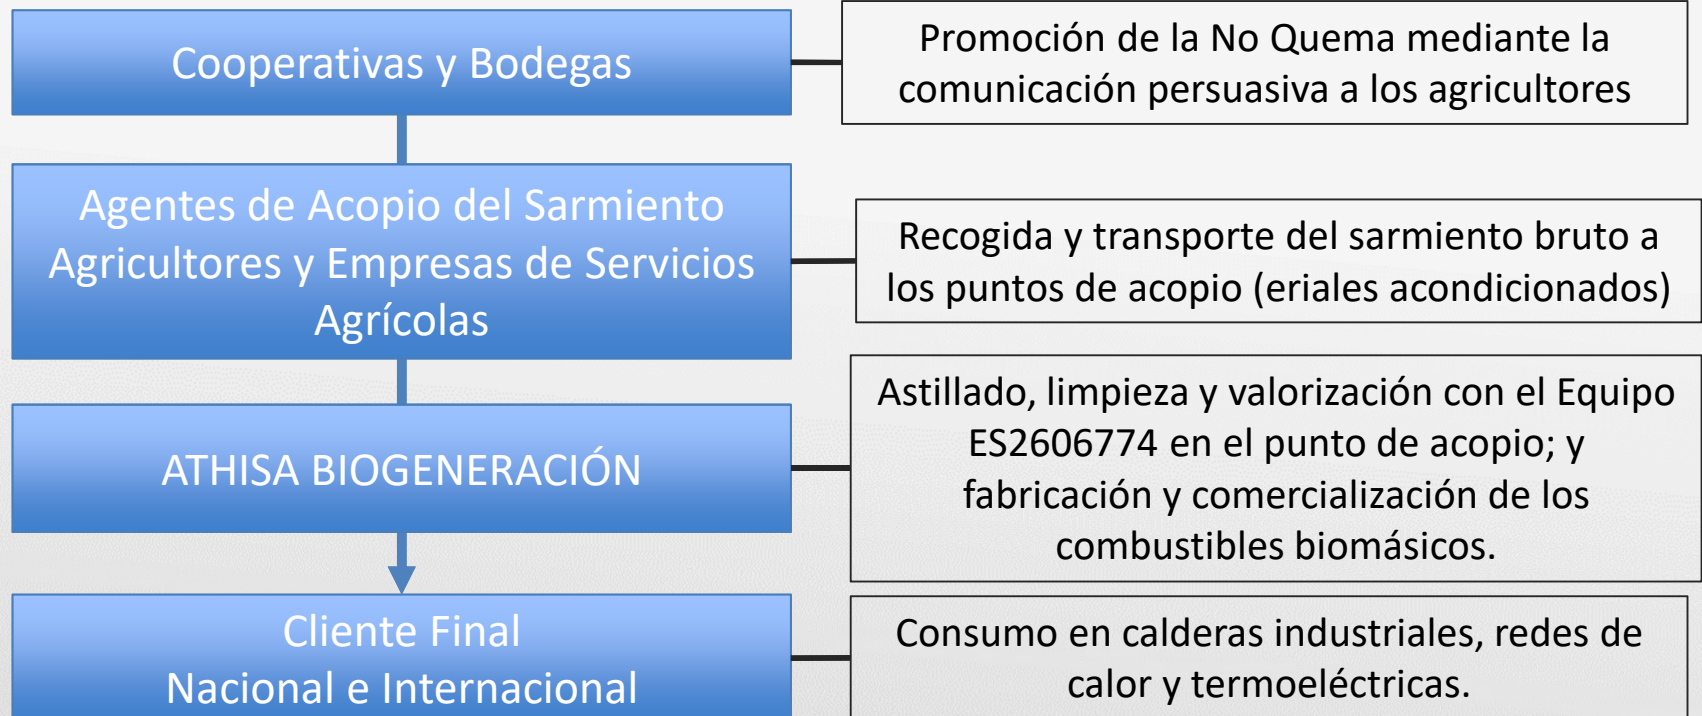 Cooperativas y Bodegas
Promoción de la No Quema mediante la
comunicación persuasiva a los agricultores
Agentes de Acopio del Sarmiento
Agricultores y Empresas de Servicios
Agrícolas
Recogida y transporte del sarmiento bruto a
los puntos de acopio (eriales acondicionados)
ATHISA BIOGENERACIÓN
Astillado, limpieza y valorización con el Equipo
ES2606774 en el punto de acopio; y
fabricación y comercialización de los
combustibles biomásicos.
Cliente Final
Nacional e Internacional
Consumo en calderas industriales, redes de
calor y termoeléctricas.